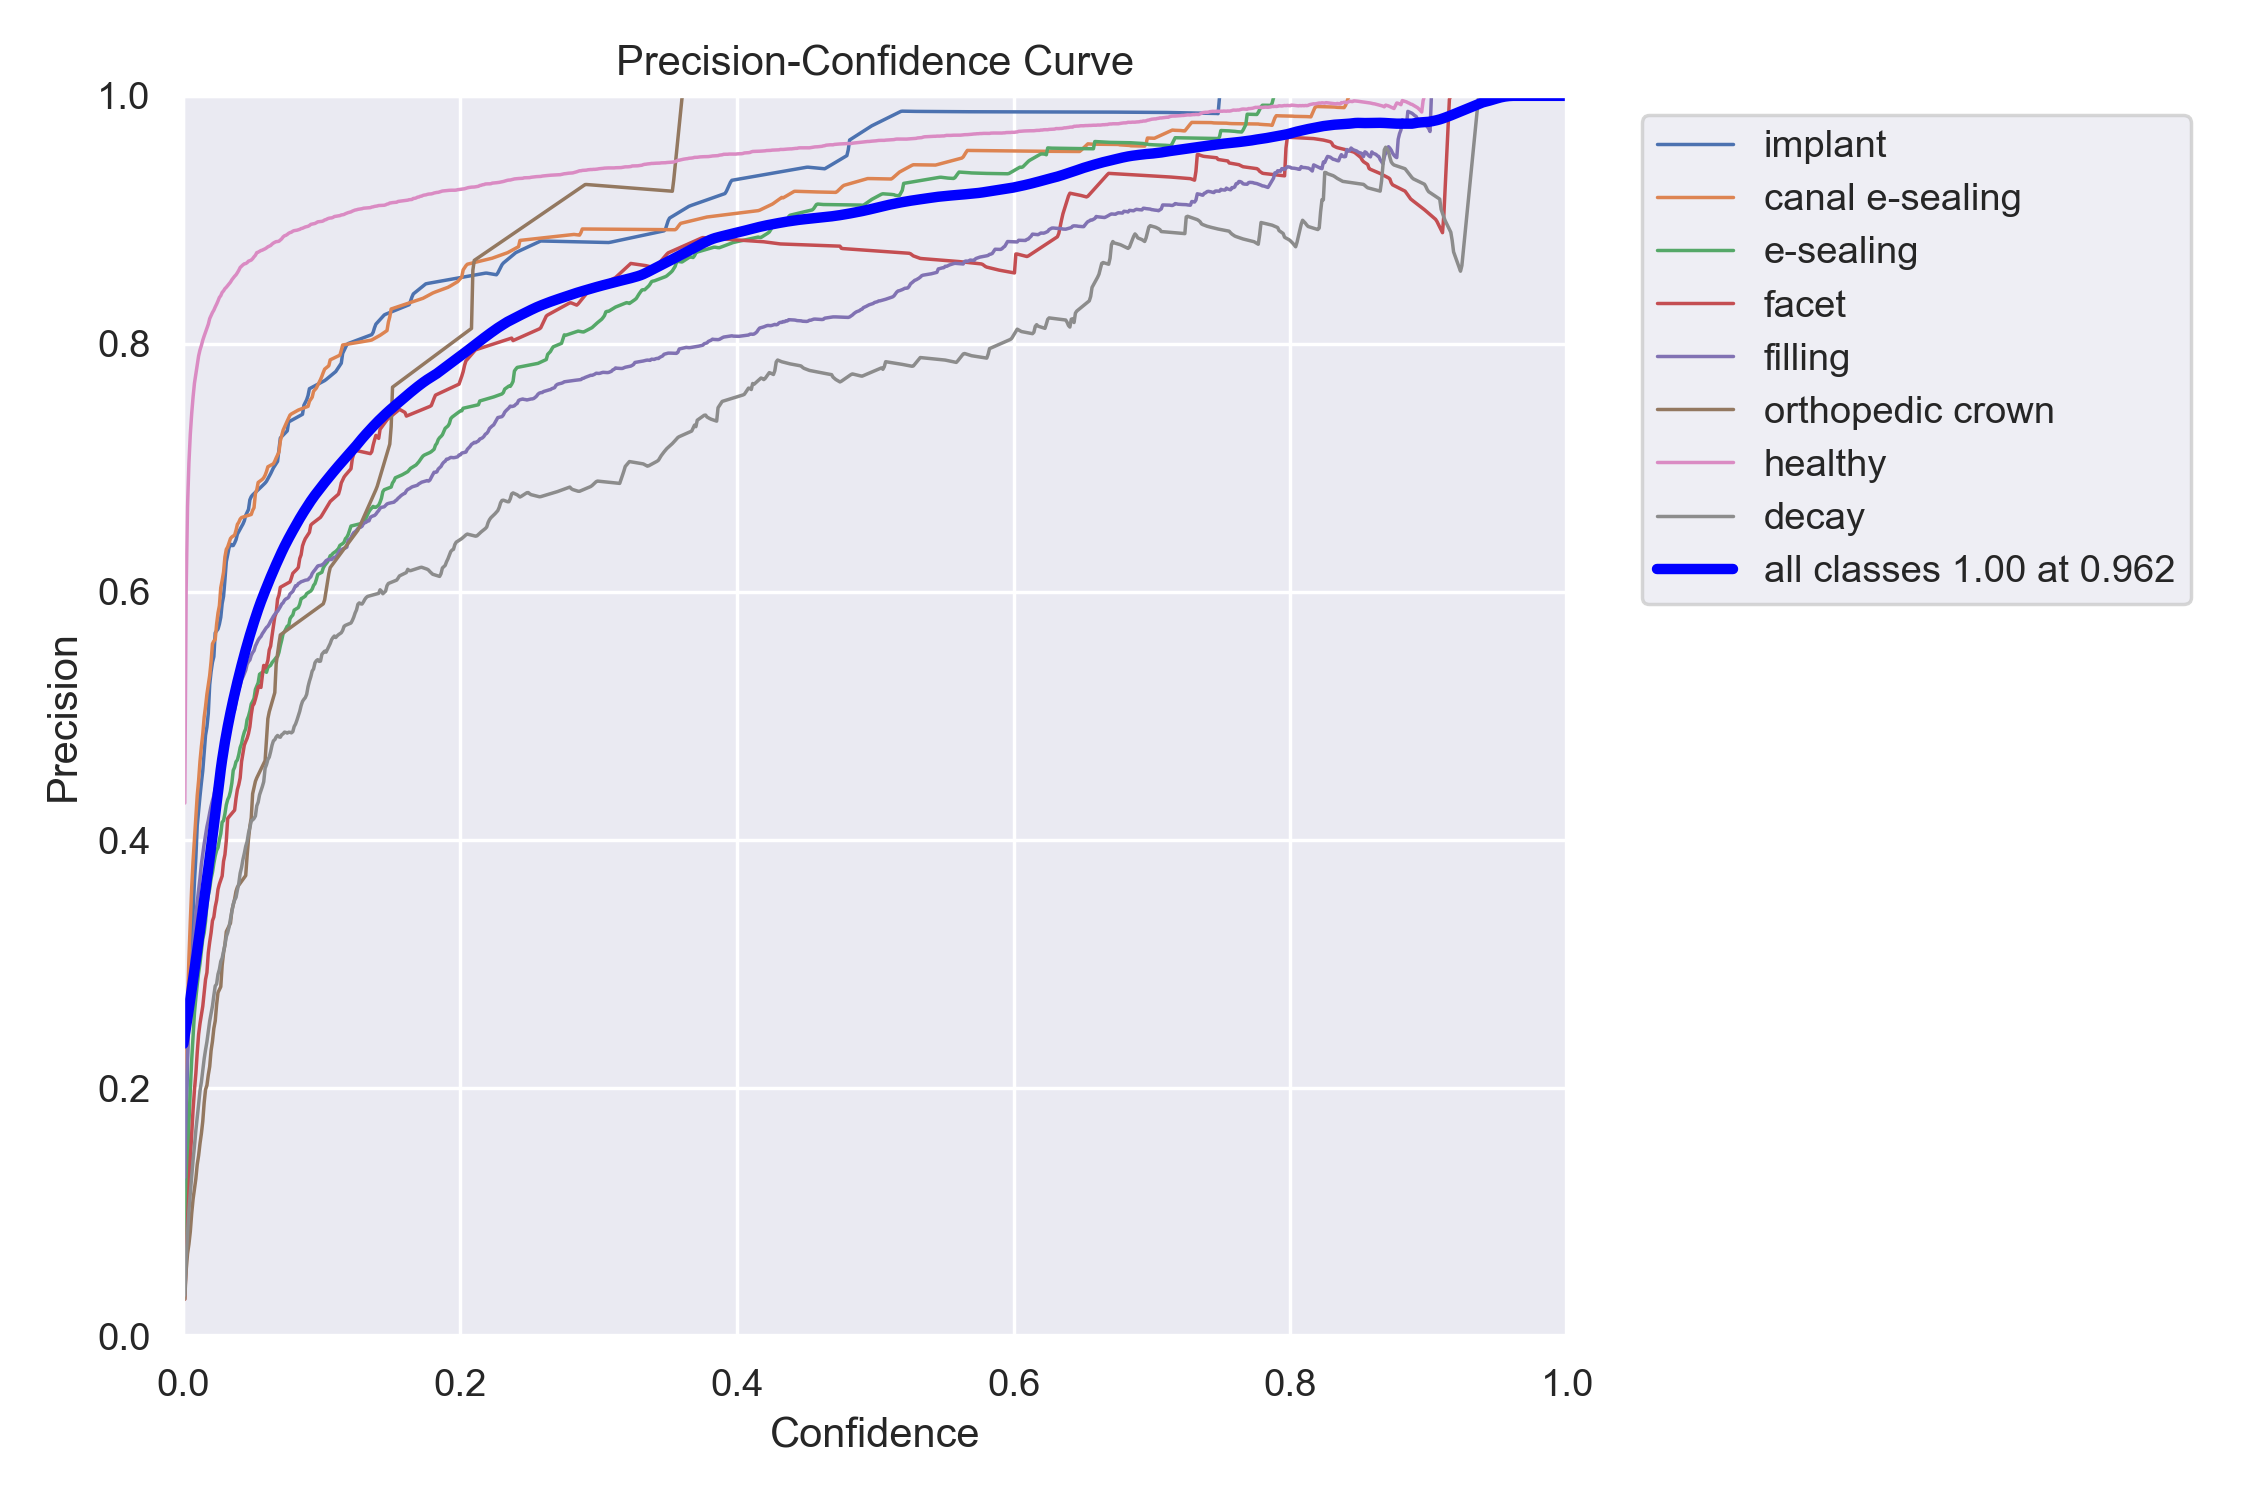 Precision-Confidence Curve
1.0
0.8
0.6
0.4
0.2
0.0
Precision
0.0 0.2 0.4 0.6 0.8 1.0
Confidence
implant
canal e-sealing
e-sealing
facet
filling
orthopedic crown
healthy
decay
all classes 1.00 at 0.962